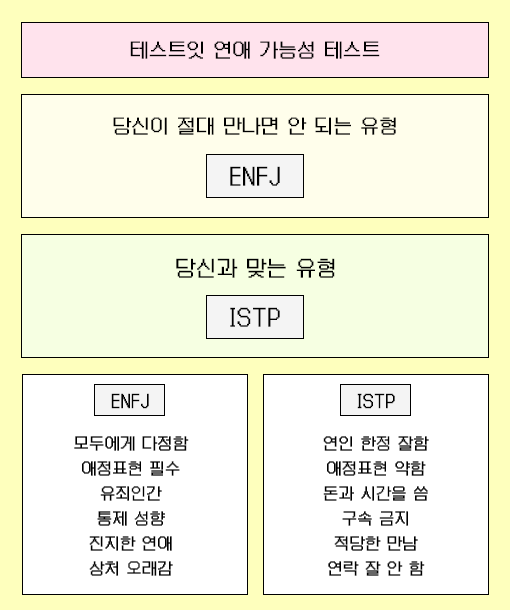 테스트잇 연애 가능성 테스트
당신이 절대 만나면 안 되는 유형
ENFJ
당신과 맞는 유형
ISTP
ENFJ
모두에게 다정함
애정표현 필수
유죄인간
통제 성향
진지한 연애
상처 오래감
ISTP
연인 한정 잘함
애정표현 약함
돈과 시간을 씀
구속 금지
적당한 만남
연락 잘 안 함